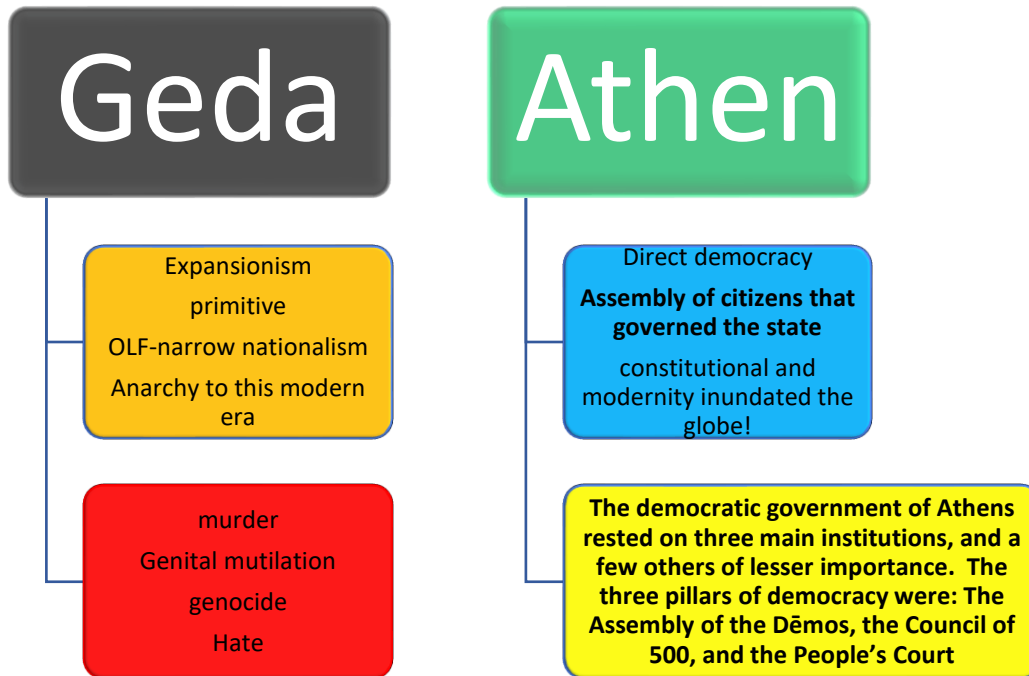 Geda
Expansionism
primitive
OLF-narrow nationalism
Anarchy to this modern
era
murder
Genital mutilation
genocide
Hate
Athen
Direct democracy
Assembly of citizens that
governed the state
constitutional and
modernity inundated the
globe!
The democratic government of Athens
rested on three main institutions, and a
few others of lesser importance.  The
three pillars of democracy were: The
Assembly of the Dēmos, the Council of
500, and the People’s Court